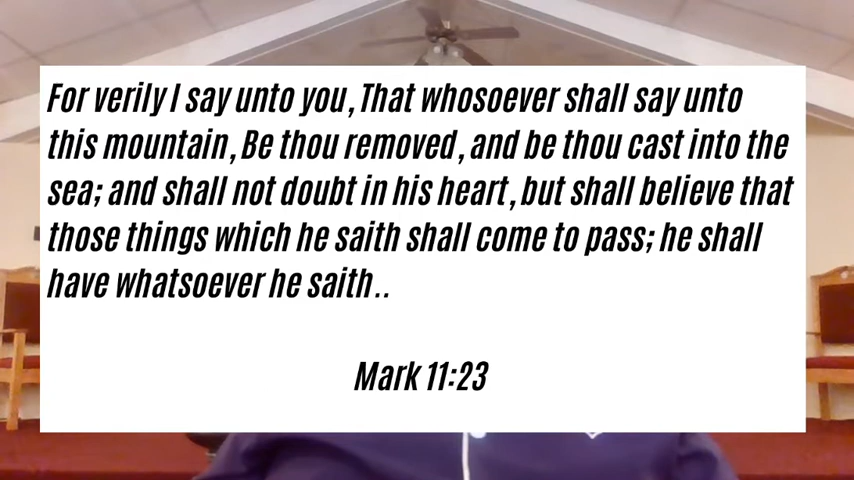 For verily I say unto you, That whosoever shall say unto
this mountain, Be thou removed, and be thou cast into the
sea; and shall not doubt in his heart, but shall believe that
those things which he saith shall come to pass; he shall
have whatsoever he saith..
Mark 11:23